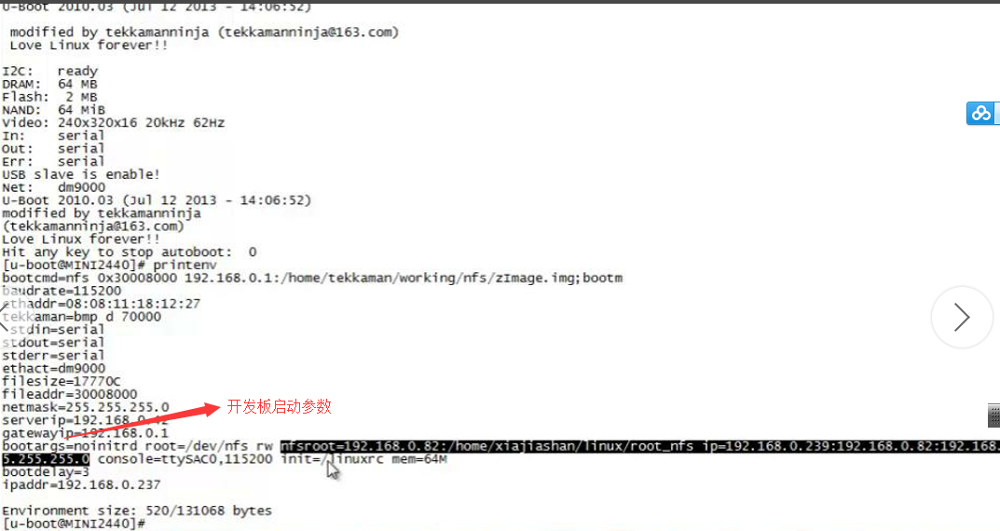 U-Boot 2010.03 (Jul 12 2013 - 14:06:52)
modified by tekkamanninja (tekkamanninja@163.com)
Love Linux forever!!
I2C: ready
DRAM: 64 MB
Flash: 2 MB
NAND: 64 MiB
Video: 240x320x16 20kHz 62Hz
In: serial
Out: serial
Err: serial
USB slave is enable!
Net: dm9000
U-Boot 2010.03 (Jul 12 2013 - 14:06:52)
modified by tekkamanninja
(tekkamanninja@163.com)
Love Linux forever!!
Hit any key to stop autoboot: 0
[u-boot@MINI2440]# printenv
bootcmd=nfs 0x30008000 192.168.0.1:/home/tekkaman/working/nfs/zImage.img;bootm
baudrate=115200
ethaddr=08:08:11:18:12:27
tekkaman=bmp d 70000
stdin=serial
stdout=serial
stderr=serial
ethact=dm9000
filesize=17770C
fileaddr=30008000
netmask=255.255.255.0
开发板启动参数
gatewayip=192.168.0.1
bootargs=noinitrd root=/dev/nfs rw nfsroot=192.168.0.82:/home/xiajiashan/linux/root_nfs ip=192.168.0.239:192.168.0.82:192.168.
5.255.255.0 console=ttySAC0,115200 init=/linuxrc mem=64M
bootdelay=3
ipaddr=192.168.0.237
Environment size: 520/131068 bytes
[u-boot@MINI2440]#